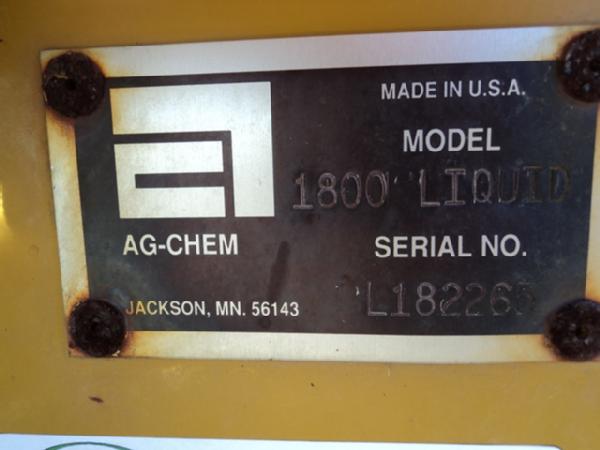 MADE IN U.S.A.
MODEL
1800 LIQUID
AG-CHEM
SERIAL NO.
JACKSON, MN. 56143